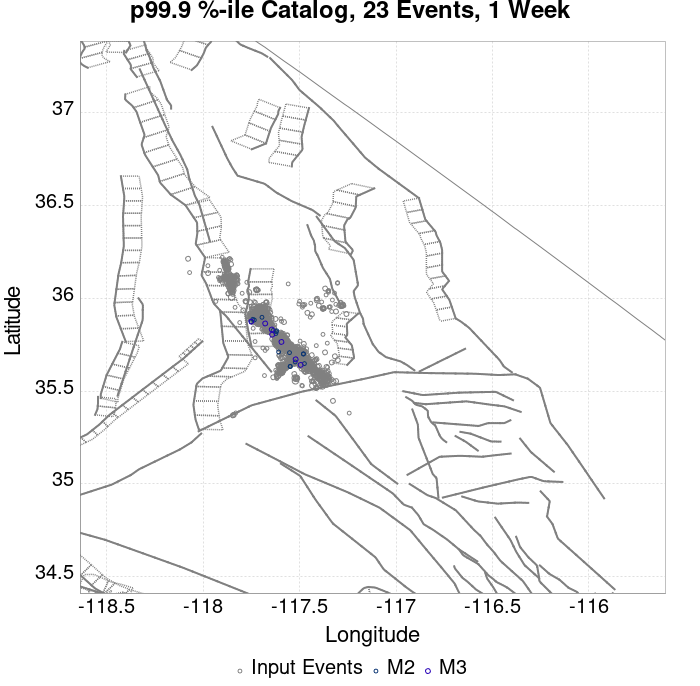 p99.9 %-ile Catalog, 23 Events, 1 Week
37
36.5
36
35.5
35
34.5
Latitude
-118.5 -118 -117.5 -117 -116.5 -116
Longitude
Input Events M2 M3